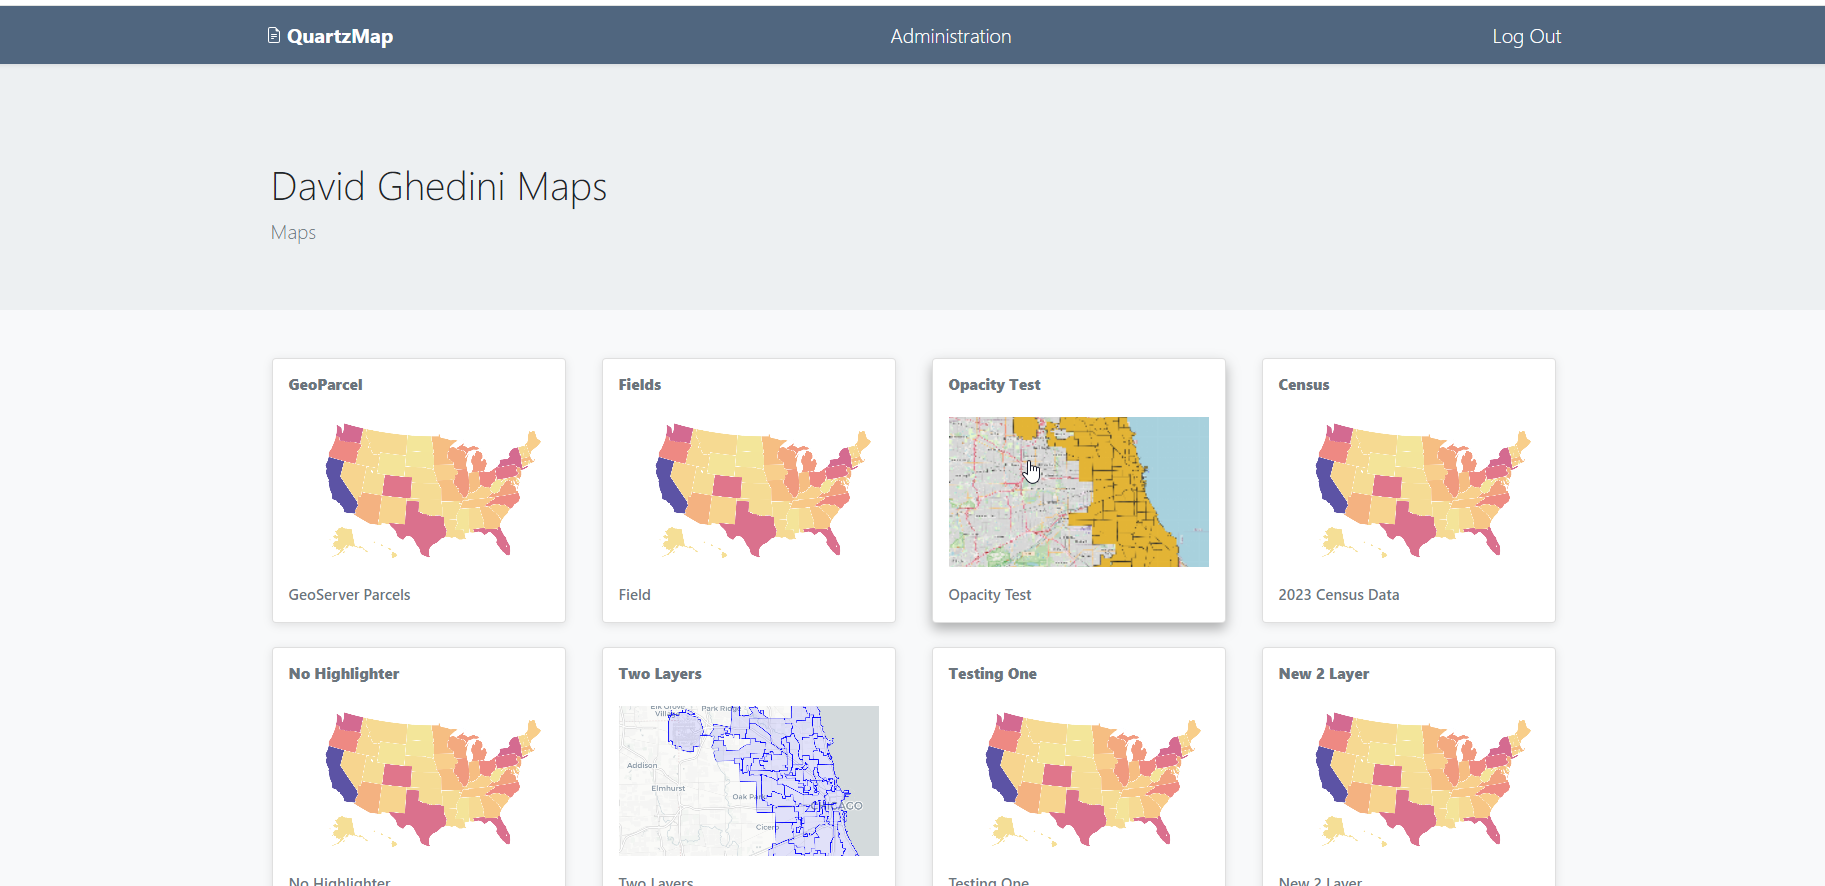 QuartzMap
Administration
Log Out
David Ghedini Maps
Maps
GeoParcel
Fields
Opacity Test
Census
GeoServer Parcels
Field
Opacity Test
2023 Census Data
No Highlighter
Two Layers
Testing One
New 2 Layer
Elk Grove
Village
Park Ridge
Addison
Elmhurst
Oak Park
CHICAGO
Cicero
No Highlighter
Two Layers
Testing One
New 2 Layer